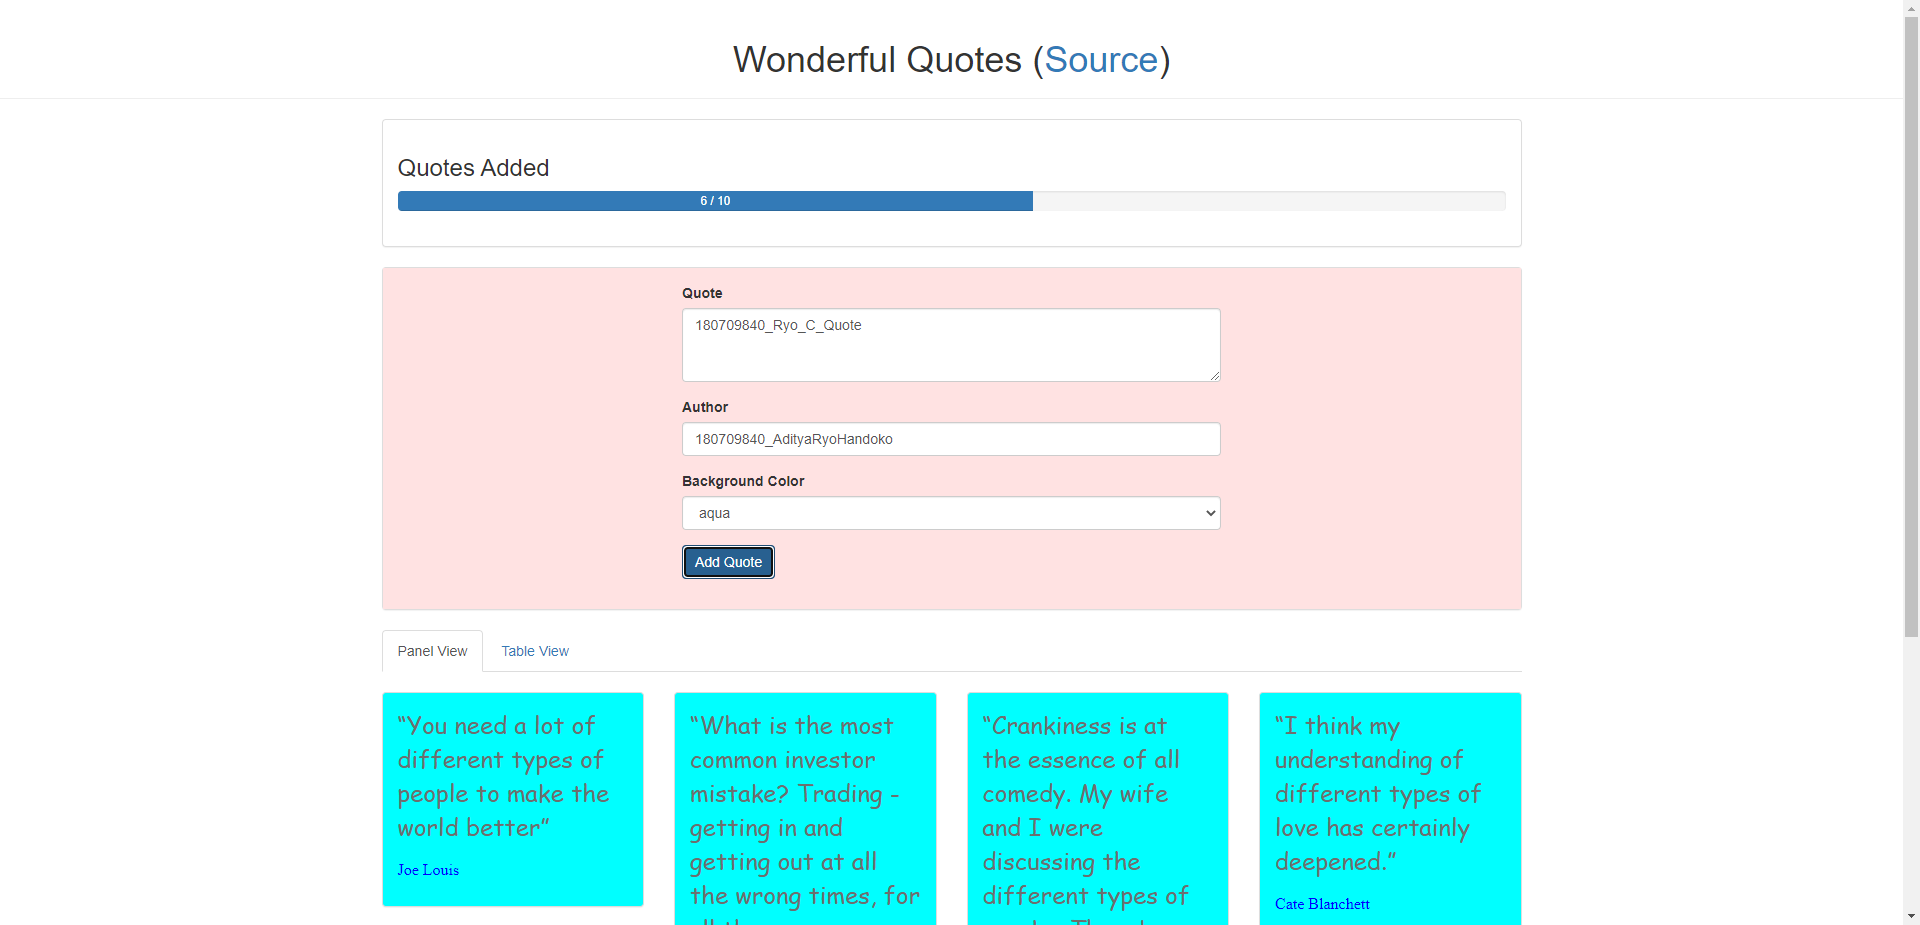 Wonderful Quotes (Source)
Quotes Added
6 / 10
Quote
180709840_Ryo_C_Quote
Author
180709840_AdityaRyoHandoko
Background Color
aqua
Add Quote
Panel View
Table View
“You need a lot of
different types of
people to make the
world better”
Joe Louis
“What is the most
common investor
mistake? Trading -
getting in and
getting out at all
the wrong times, for
“Crankiness is at
the essence of all
comedy. My wife
and I were
discussing the
different types of
“I think my
understanding of
different types of
love has certainly
deepened.”
Cate Blanchett